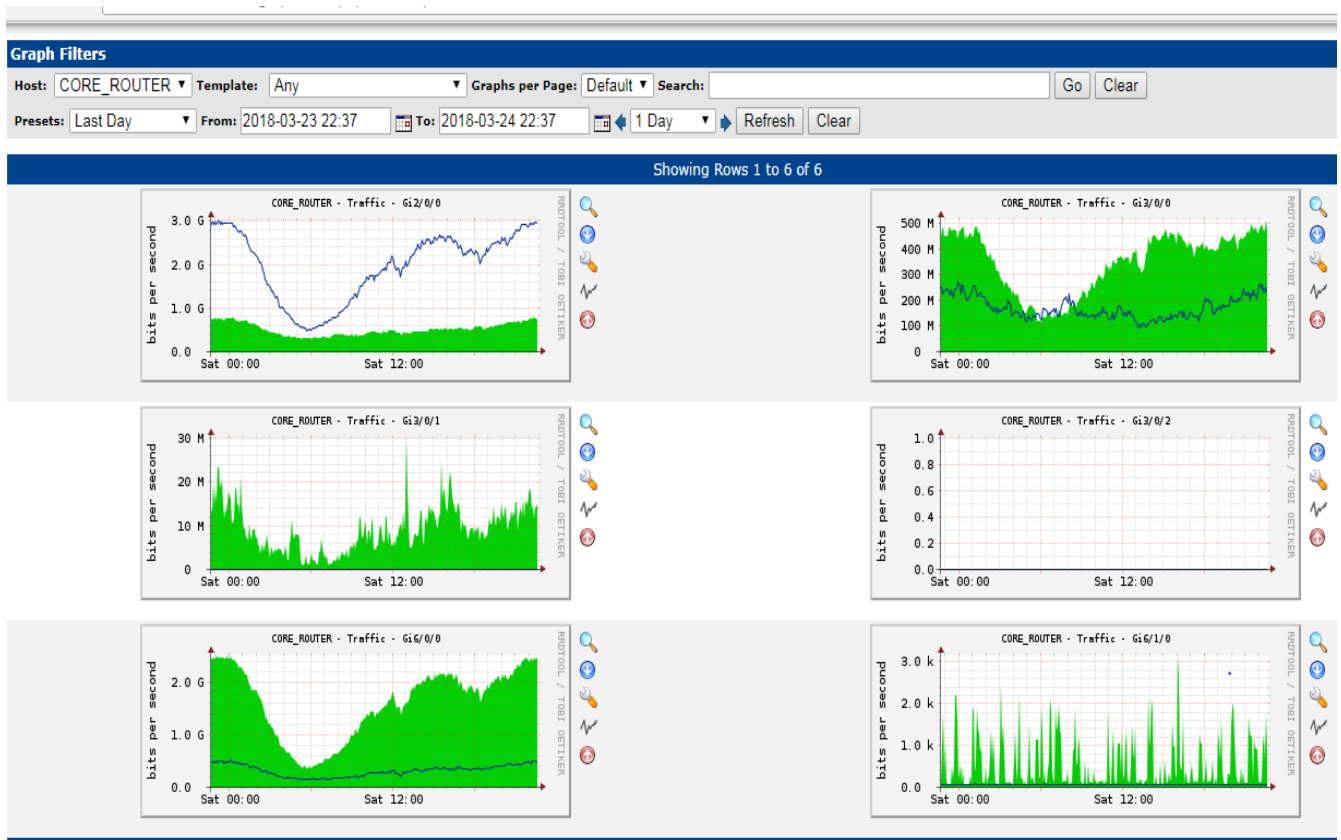 Graph Filters
Host: CORE_ROUTER Template: Any Graphs per Page: Default Search: Go Clear
Presets: Last Day From: 2018-03-23 22:37 To: 2018-03-24 22:37 1 Day Refresh Clear
Showing Rows 1 to 6 of 6
CORE_ROUTER - Traffic - Gi2/0/0
bits per second
3.0 G
2.0 G
1.0 G
0.0
Sat 00:00 Sat 12:00
RRDTOOL / TOBI OETIKER
CORE_ROUTER - Traffic - Gi3/0/0
bits per second
500 M
400 M
300 M
200 M
100 M
0
Sat 00:00 Sat 12:00
RRDTOOL / TOBI OETIKER
CORE_ROUTER - Traffic - Gi3/0/1
bits per second
30 M
20 M
10 M
0
Sat 00:00 Sat 12:00
RRDTOOL / TOBI OETIKER
CORE_ROUTER - Traffic - Gi3/0/2
bits per second
1.0
0.8
0.6
0.4
0.2
0.0
Sat 00:00 Sat 12:00
RRDTOOL / TOBI OETIKER
CORE_ROUTER - Traffic - Gi6/0/0
bits per second
2.0 G
1.0 G
0.0
Sat 00:00 Sat 12:00
RRDTOOL / TOBI OETIKER
CORE_ROUTER - Traffic - Gi6/1/0
bits per second
3.0 k
2.0 k
1.0 k
0.0
Sat 00:00 Sat 12:00
RRDTOOL / TOBI OETIKER